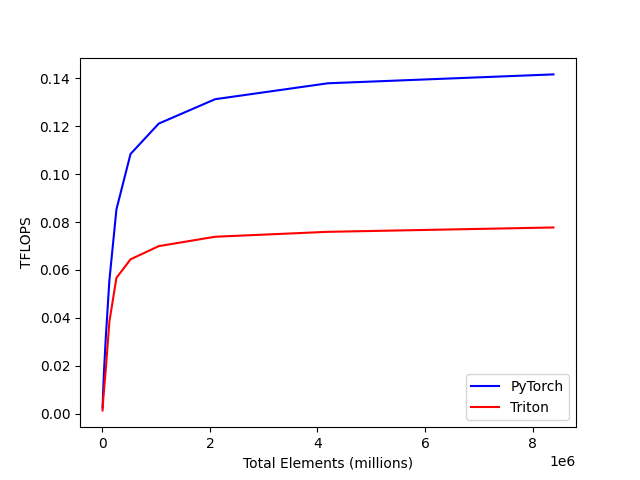 0.14
0.12
0.10
0.08
0.06
0.04
0.02
0.00
TFLOPS
PyTorch
Triton
0 2 4 6 8
1e6
Total Elements (millions)